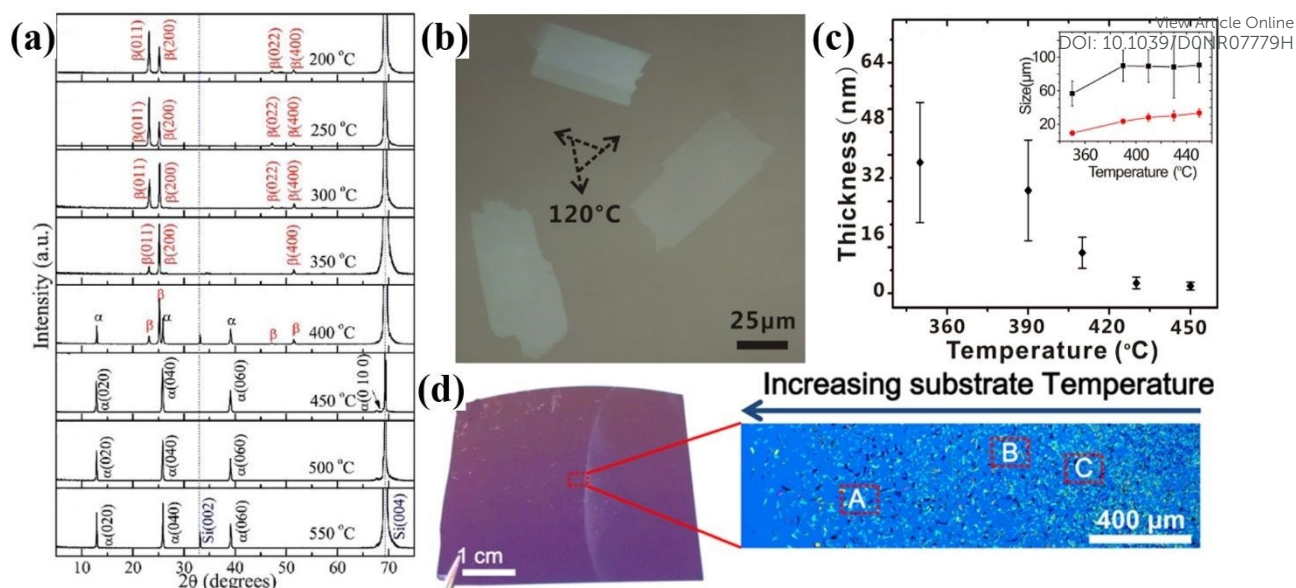 View Article Online
DOI: 10.1039/D0NR07779H
(a)
Intensity (a.u.)
β(011)
β(200)
β(022)
β(400)
200 °C
β(011)
β(200)
β(022)
β(400)
250 °C
β(011)
β(200)
β(022)
β(400)
300 °C
β(011)
β(200)
β(400)
350 °C
α
β
β
α
α
β
β
400 °C
α(020)
α(040)
α(060)
450 °C
α(0 10 0)
α(020)
α(040)
α(060)
500 °C
α(020)
α(040)
Si(002)
α(060)
550 °C
Si(004)
10 20 30 40 50 60 70
2θ (degrees)
(b)
120°C
25μm
(c)
Thickness (nm)
64
48
32
16
0
360 390 420 450
Temperature (°C)
Size(μm)
100
60
20
360 400 440
Temperature (°C)
(d)
1 cm
Increasing substrate Temperature
A
B
C
400 μm